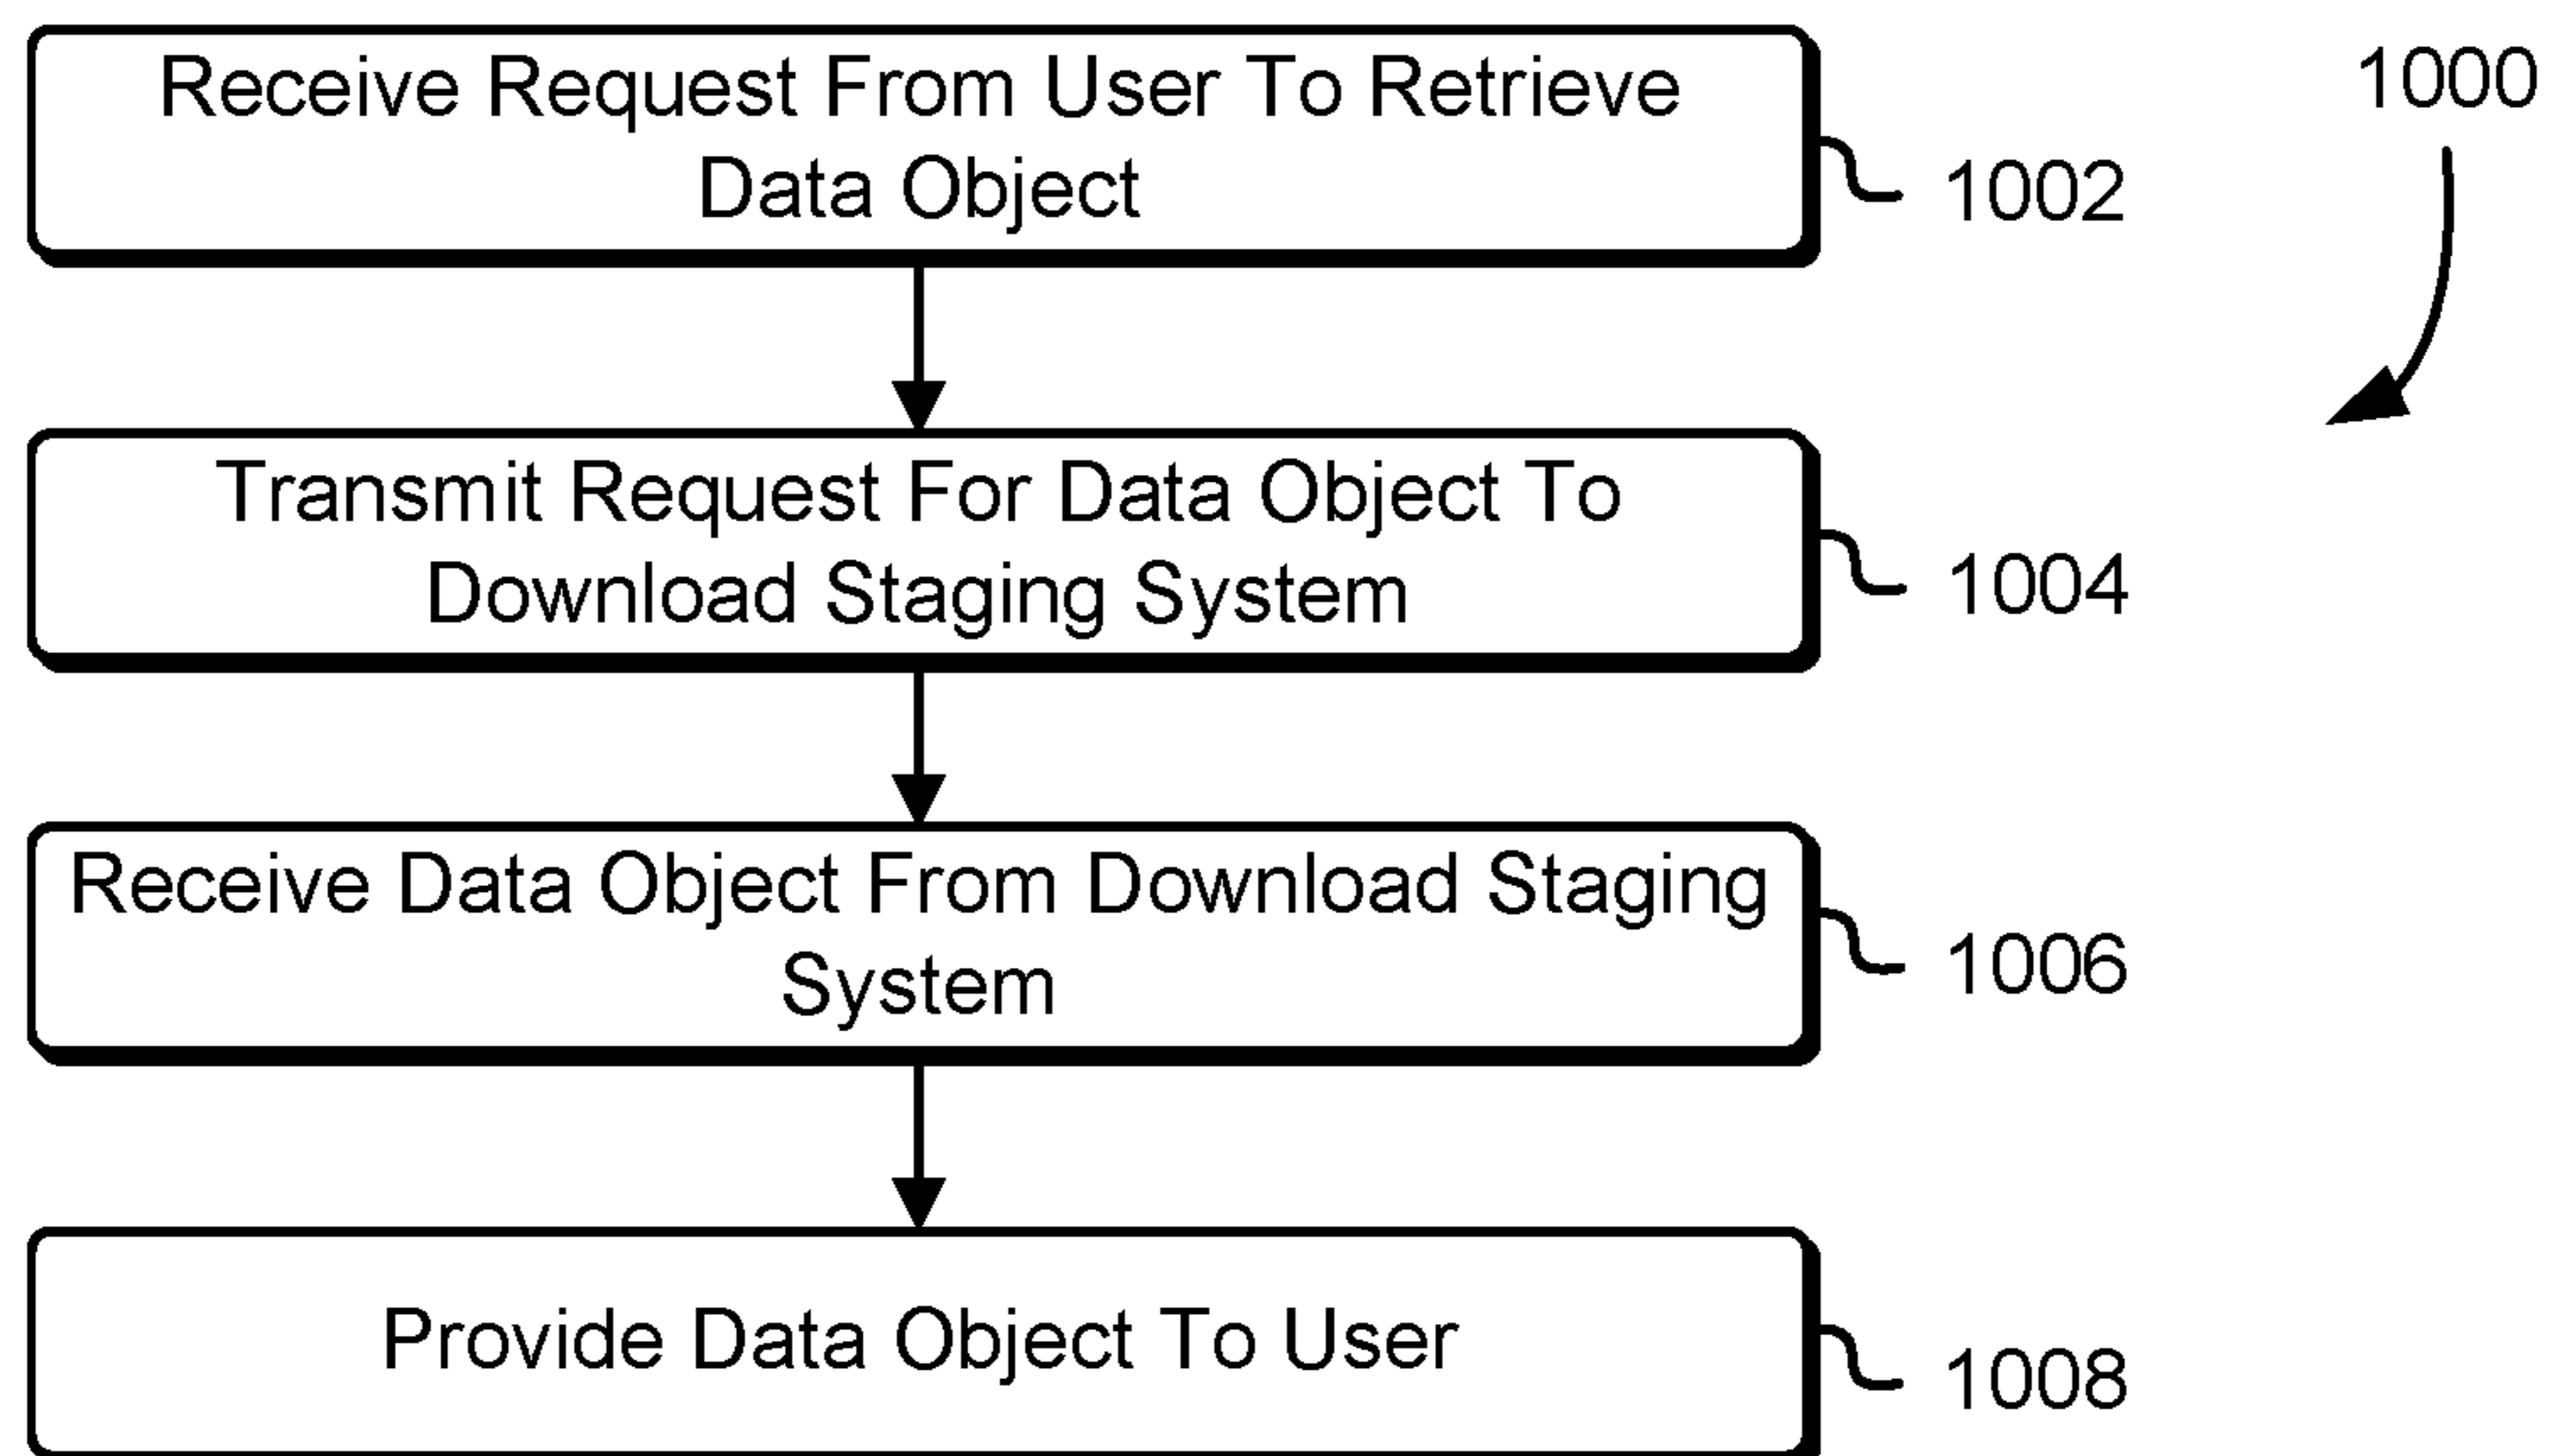 Receive Request From User To Retrieve
Data Object
1000
1002
Transmit Request For Data Object To
Download Staging System
1004
Receive Data Object From Download Staging
System
1006
Provide Data Object To User
1008